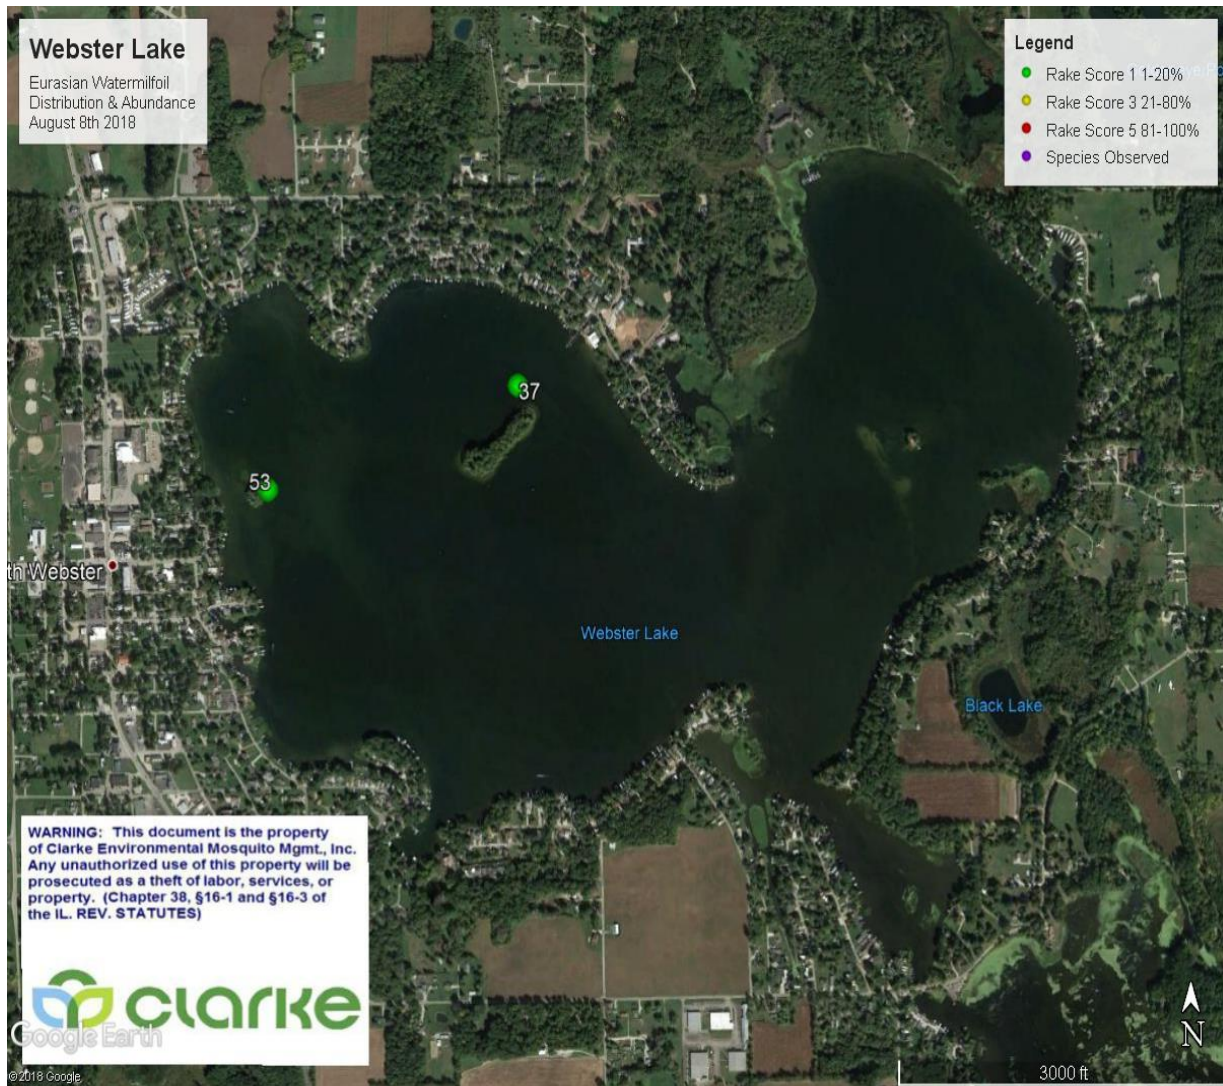 Webster Lake
Eurasian Watermilfoil
Distribution & Abundance
August 8th 2018
Legend
Rake Score 1 1-20%
Rake Score 3 21-80%
Rake Score 5 81-100%
Species Observed
37
53
th Webster
Webster Lake
Black Lake
WARNING: This document is the property
of Clarke Environmental Mosquito Mgmt., Inc.
Any unauthorized use of this property will be
prosecuted as a theft of labor, services, or
property. (Chapter 38, §16-1 and §16-3 of
the IL. REV. STATUTES)
CLARKE
Google Earth
©2018 Google
N
3000 ft